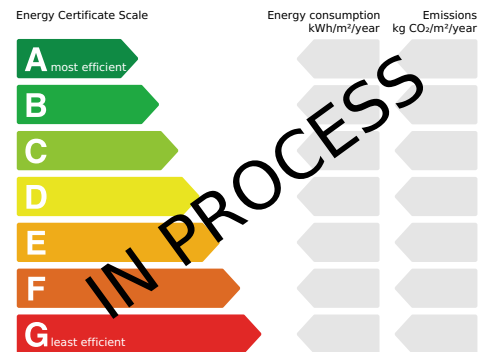 Energy Certificate Scale
Energy consumption
kWh/m²/year
Emissions
kg CO₂/m²/year
A most efficient
B
C
D
E
F
G least efficient
IN PROCESS